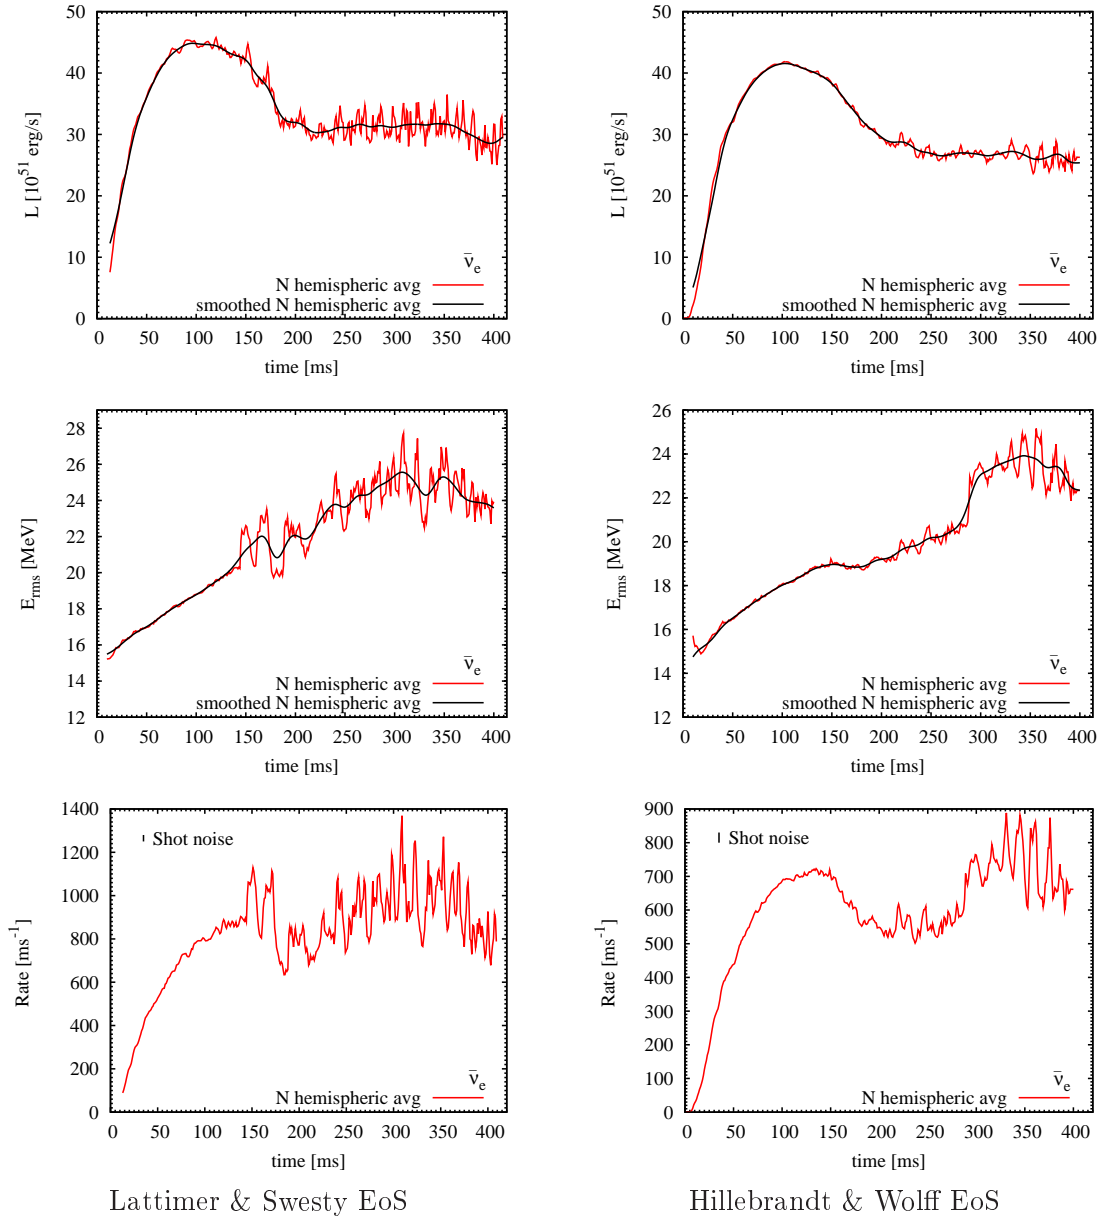 50
40
30
20
10
0
L [10^51 erg/s]
ν̄_e
N hemispheric avg
smoothed N hemispheric avg
0 50 100 150 200 250 300 350 400
time [ms]
50
40
30
20
10
0
L [10^51 erg/s]
ν̄_e
N hemispheric avg
smoothed N hemispheric avg
0 50 100 150 200 250 300 350 400
time [ms]
28
26
24
22
20
18
16
14
12
E_rms [MeV]
ν̄_e
N hemispheric avg
smoothed N hemispheric avg
0 50 100 150 200 250 300 350 400
time [ms]
26
24
22
20
18
16
14
12
E_rms [MeV]
ν̄_e
N hemispheric avg
smoothed N hemispheric avg
0 50 100 150 200 250 300 350 400
time [ms]
1400
1200
1000
800
600
400
200
0
Rate [ms^-1]
Shot noise
ν̄_e
N hemispheric avg
0 50 100 150 200 250 300 350 400
time [ms]
900
800
700
600
500
400
300
200
100
0
Rate [ms^-1]
Shot noise
ν̄_e
N hemispheric avg
0 50 100 150 200 250 300 350 400
time [ms]
Lattimer & Swesty EoS
Hillebrandt & Wolff EoS